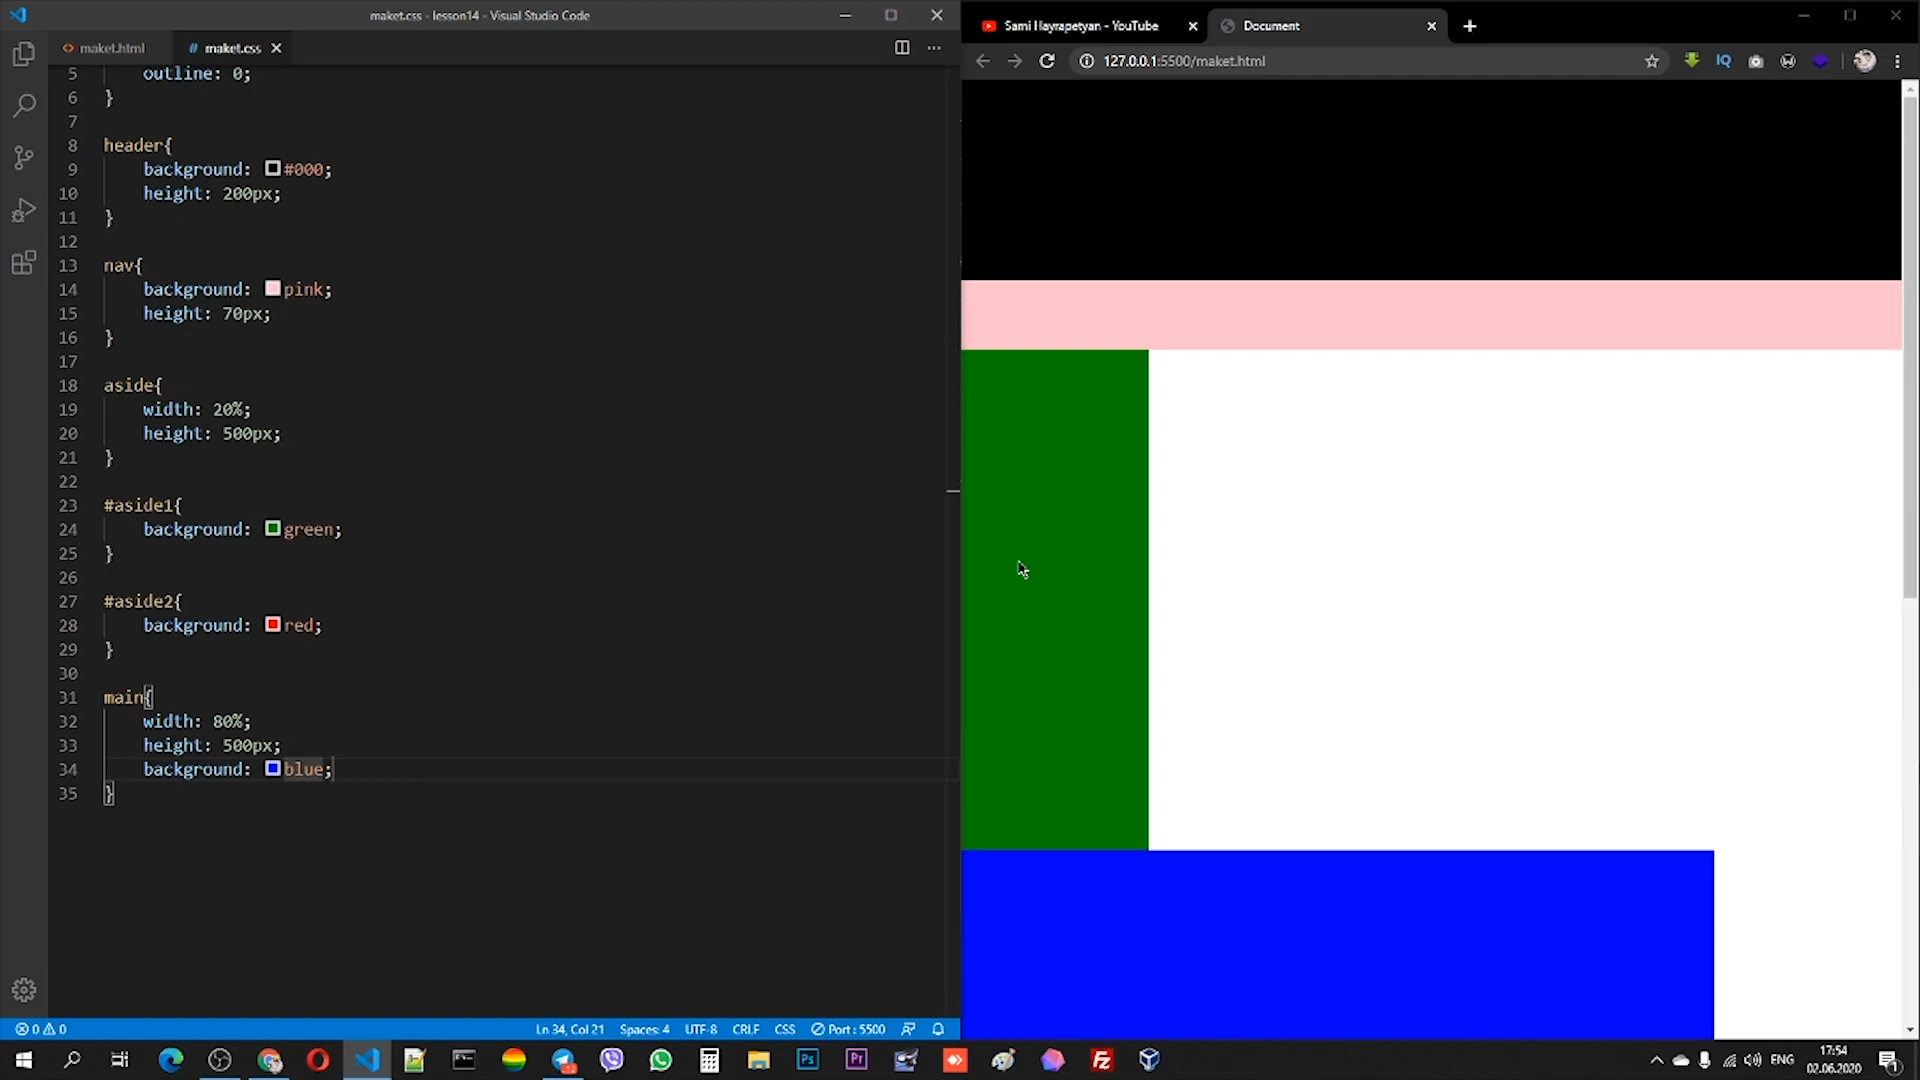 maket.css - lesson14 - Visual Studio Code
maket.html
# maket.css
5 outline: 0;
6 }
7
8 header{
9 background: #000;
10 height: 200px;
11 }
12
13 nav{
14 background: pink;
15 height: 70px;
16 }
17
18 aside{
19 width: 20%;
20 height: 500px;
21 }
22
23 #aside1{
24 background: green;
25 }
26
27 #aside2{
28 background: red;
29 }
30
31 main{
32 width: 80%;
33 height: 500px;
34 background: blue;
35 }
0 0
Ln 34, Col 21 Spaces: 4 UTF-8 CRLF CSS Port : 5500
Sami Hayrapetyan - YouTube
Document
127.0.0.1:5500/maket.html
IQ
Ps
Pr
Fz
ENG
17:54
02.06.2020
1